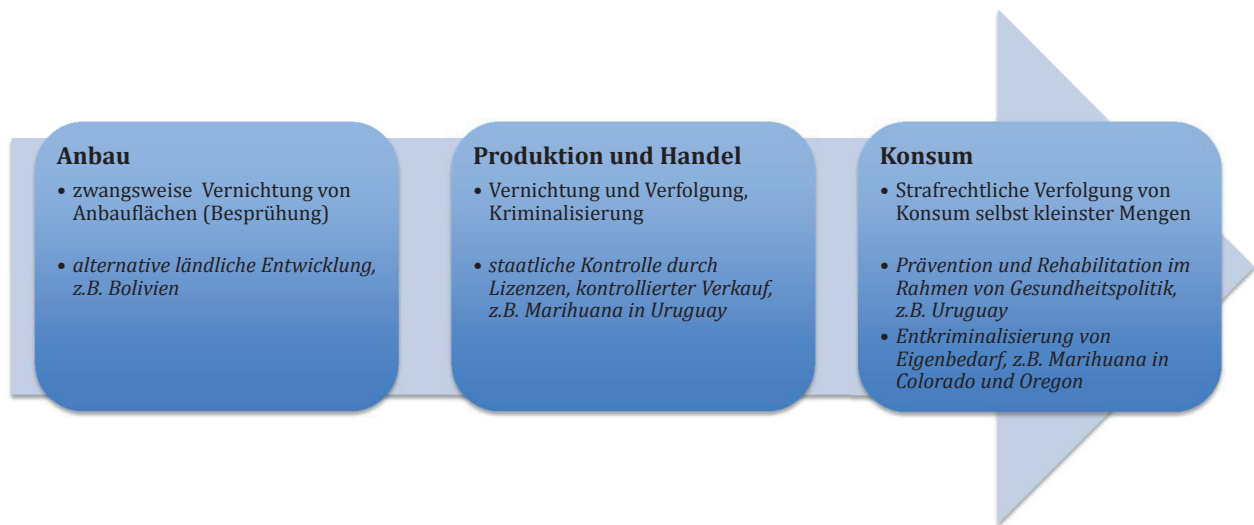 Anbau
• zwangsweise Vernichtung von
Anbauflächen (Besprühung)
• alternative ländliche Entwicklung,
z.B. Bolivien
Produktion und Handel
• Vernichtung und Verfolgung,
Kriminalisierung
• staatliche Kontrolle durch
Lizenzen, kontrollierter Verkauf,
z.B. Marihuana in Uruguay
Konsum
• Strafrechtliche Verfolgung von
Konsum selbst kleinster Mengen
• Prävention und Rehabilitation im
Rahmen von Gesundheitspolitik,
z.B. Uruguay
• Entkriminalisierung von
Eigenbedarf, z.B. Marihuana in
Colorado und Oregon